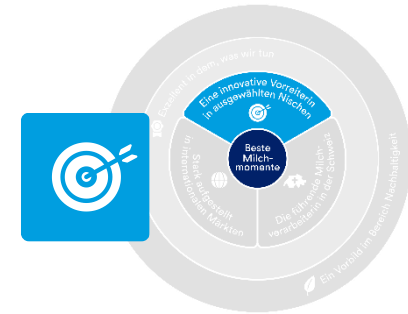 Exzellent in dem, was wir tun
Eine innovative Vorreiterin
in ausgewählten Nischen
Beste
Milch-
momente
Stark aufgestellt
in internationalen Märkten
Die führende Milch-
verarbeiterin in der Schweiz
Ein Vorbild im Bereich Nachhaltigkeit